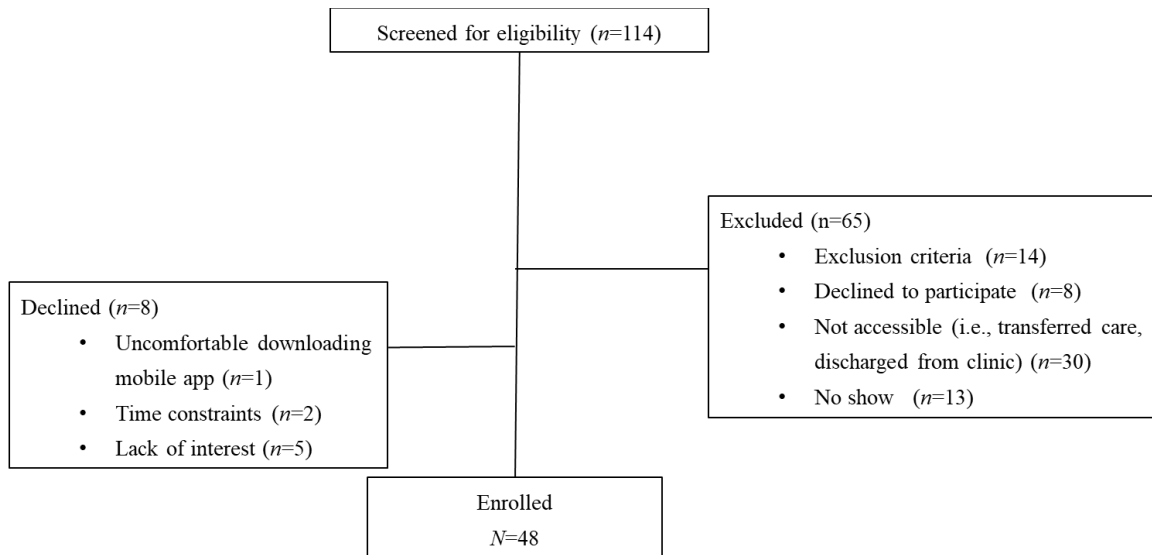 Screened for eligibility (n=114)
Excluded (n=65)
• Exclusion criteria (n=14)
• Declined to participate (n=8)
• Not accessible (i.e., transferred care,
discharged from clinic) (n=30)
• No show (n=13)
Declined (n=8)
• Uncomfortable downloading
mobile app (n=1)
• Time constraints (n=2)
• Lack of interest (n=5)
Enrolled
N=48